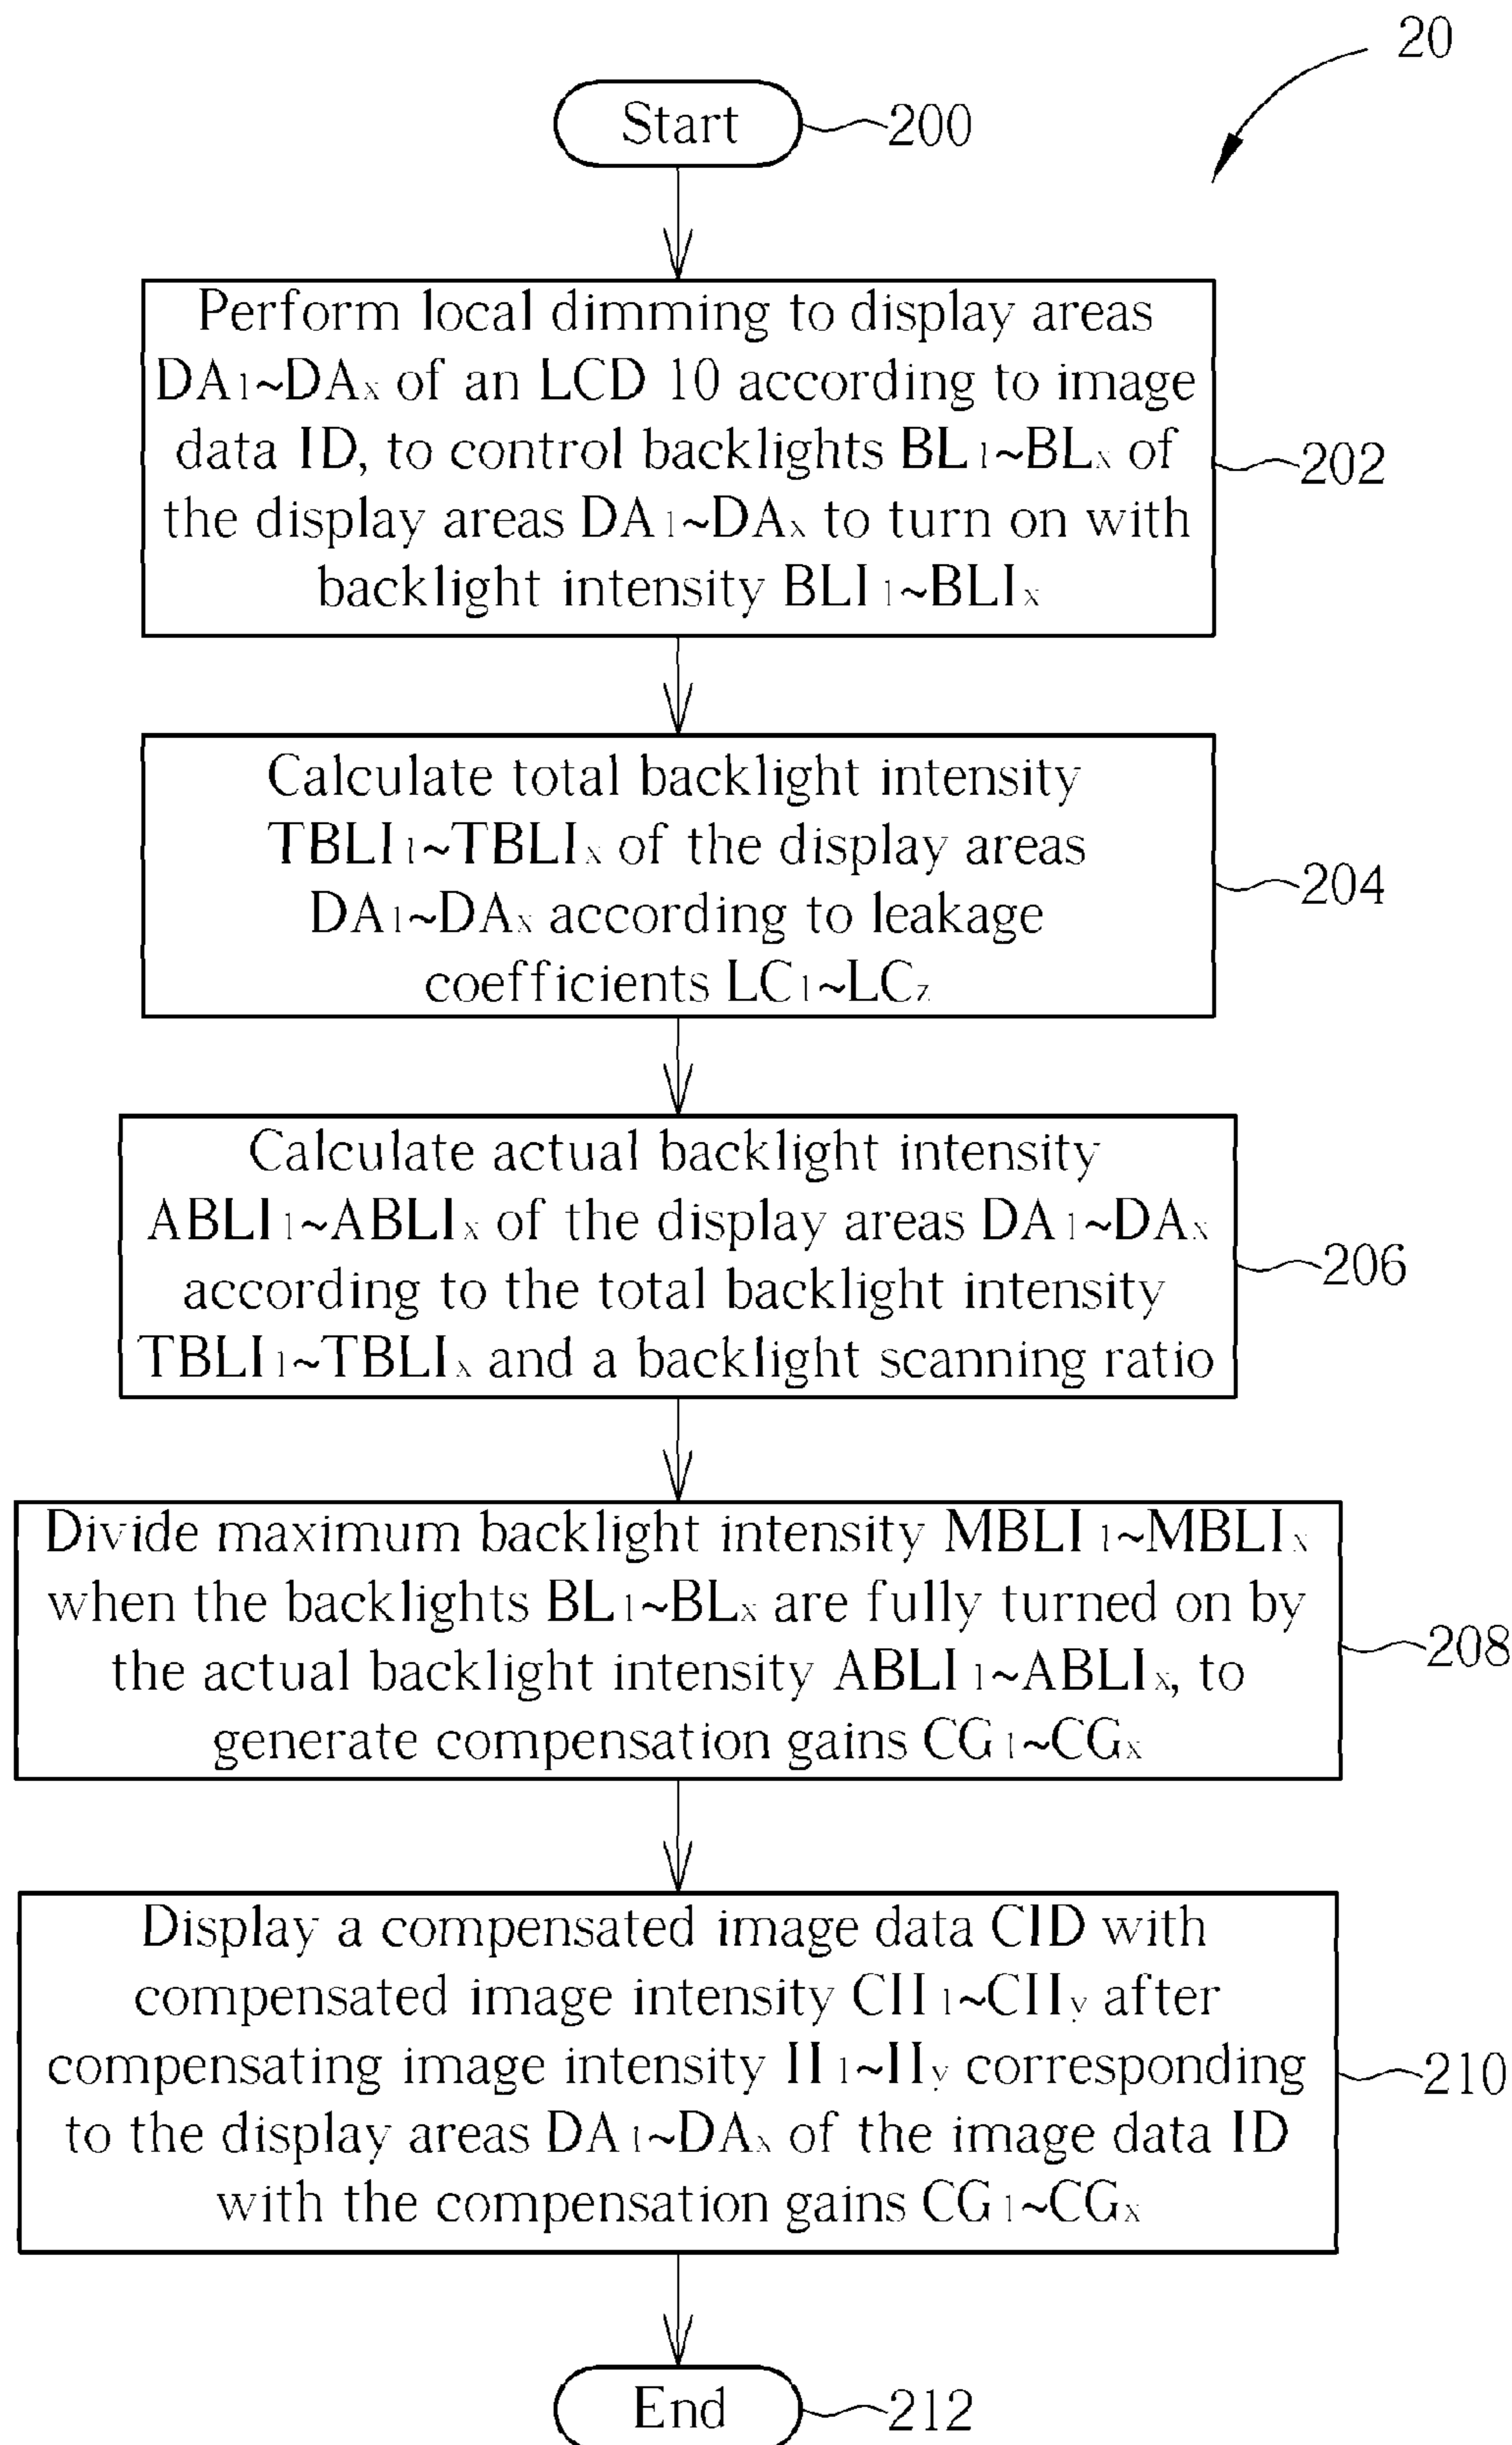 20
Start
200
Perform local dimming to display areas
DA₁~DAₓ of an LCD 10 according to image
data ID, to control backlights BL₁~BLₓ of
the display areas DA₁~DAₓ to turn on with
backlight intensity BLI₁~BLIₓ
202
Calculate total backlight intensity
TBLI₁~TBLIₓ of the display areas
DA₁~DAₓ according to leakage
coefficients LC₁~LCz
204
Calculate actual backlight intensity
ABLI₁~ABLIₓ of the display areas DA₁~DAₓ
according to the total backlight intensity
TBLI₁~TBLIₓ and a backlight scanning ratio
206
Divide maximum backlight intensity MBLI₁~MBLIₓ
when the backlights BL₁~BLₓ are fully turned on by
the actual backlight intensity ABLI₁~ABLIₓ, to
generate compensation gains CG₁~CGₓ
208
Display a compensated image data CID with
compensated image intensity CII₁~CIIy after
compensating image intensity II₁~IIy corresponding
to the display areas DA₁~DAₓ of the image data ID
with the compensation gains CG₁~CGₓ
210
End
212